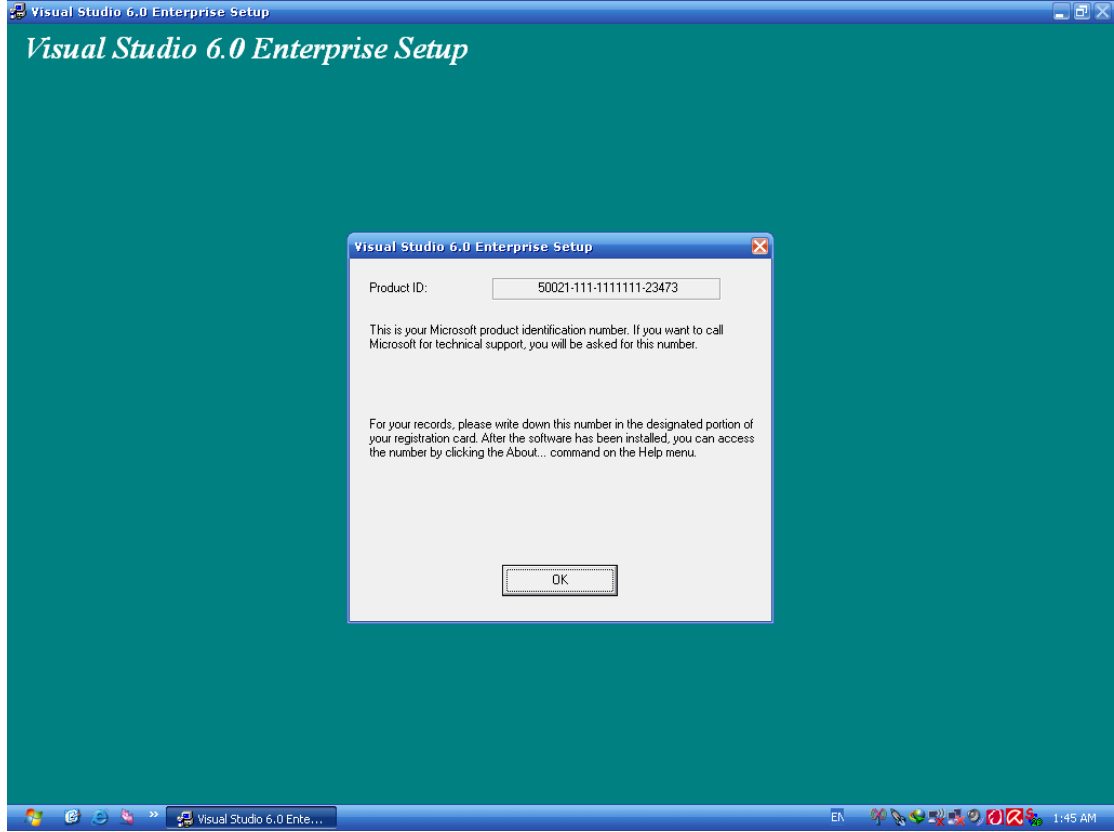 Visual Studio 6.0 Enterprise Setup
Visual Studio 6.0 Enterprise Setup
Visual Studio 6.0 Enterprise Setup
Product ID: 50021-111-1111111-23473
This is your Microsoft product identification number. If you want to call
Microsoft for technical support, you will be asked for this number.
For your records, please write down this number in the designated portion of
your registration card. After the software has been installed, you can access
the number by clicking the About... command on the Help menu.
OK
» Visual Studio 6.0 Ente... EN 1:45 AM